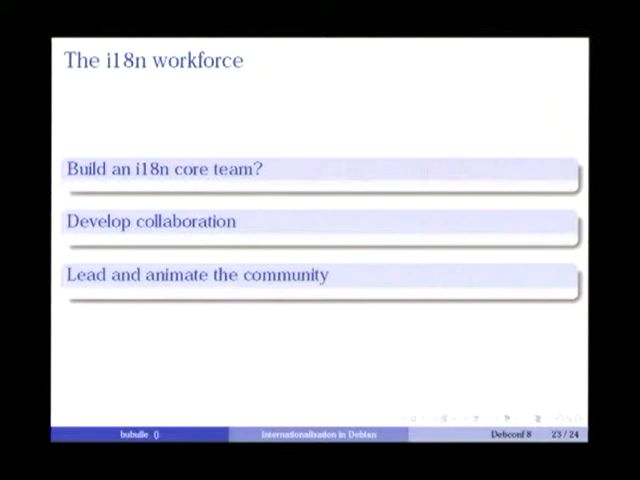 The i18n workforce
Build an i18n core team?
Develop collaboration
Lead and animate the community
bubulle () Internationalisation in Debian Debconf 8 23 / 24